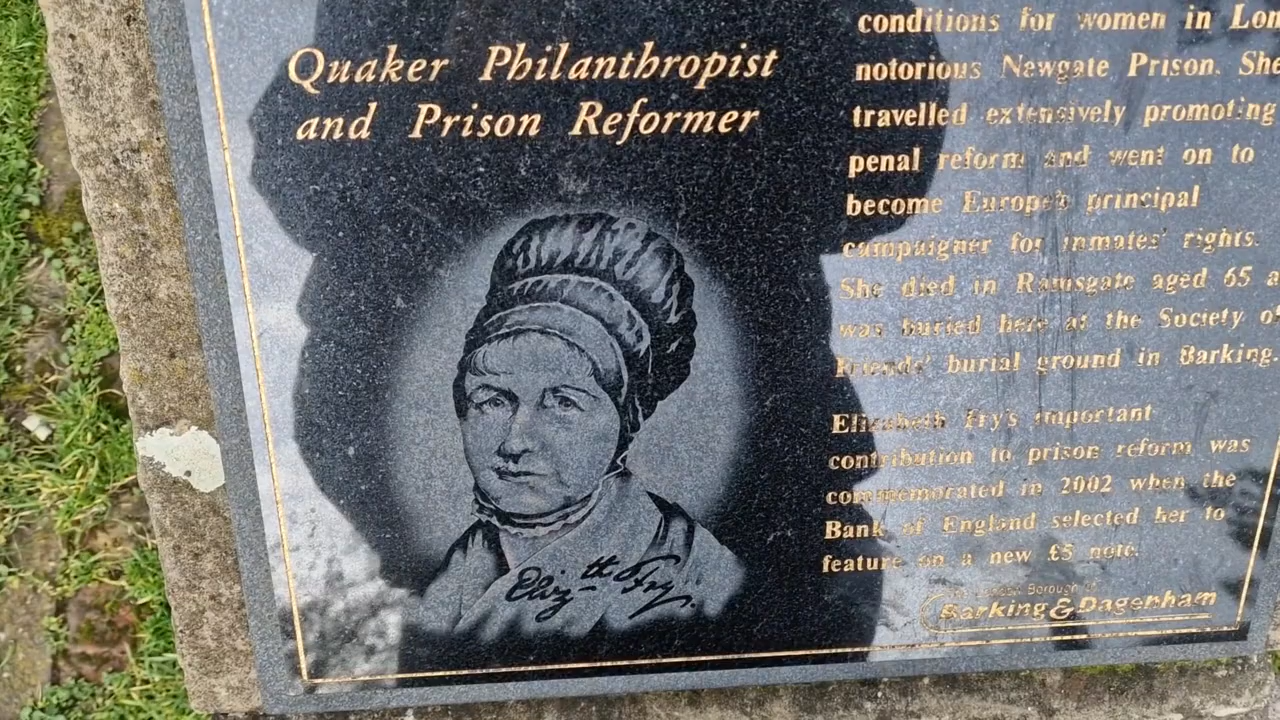 Quaker Philanthropist
and Prison Reformer
conditions for women in
notorious Newgate Prison. She
travelled extensively promoting
penal reform and went on to
become Europe's principal
campaigner for inmates' rights.
She died in Ramsgate aged 65
was buried here at the Society
Friends' burial ground in Barking.
Elizabeth Fry's important
contribution to prison reform was
commemorated in 2002 when the
Bank of England selected her to
feature on a new £5 note.
Eliz-th Fry
London Borough of
Barking & Dagenham